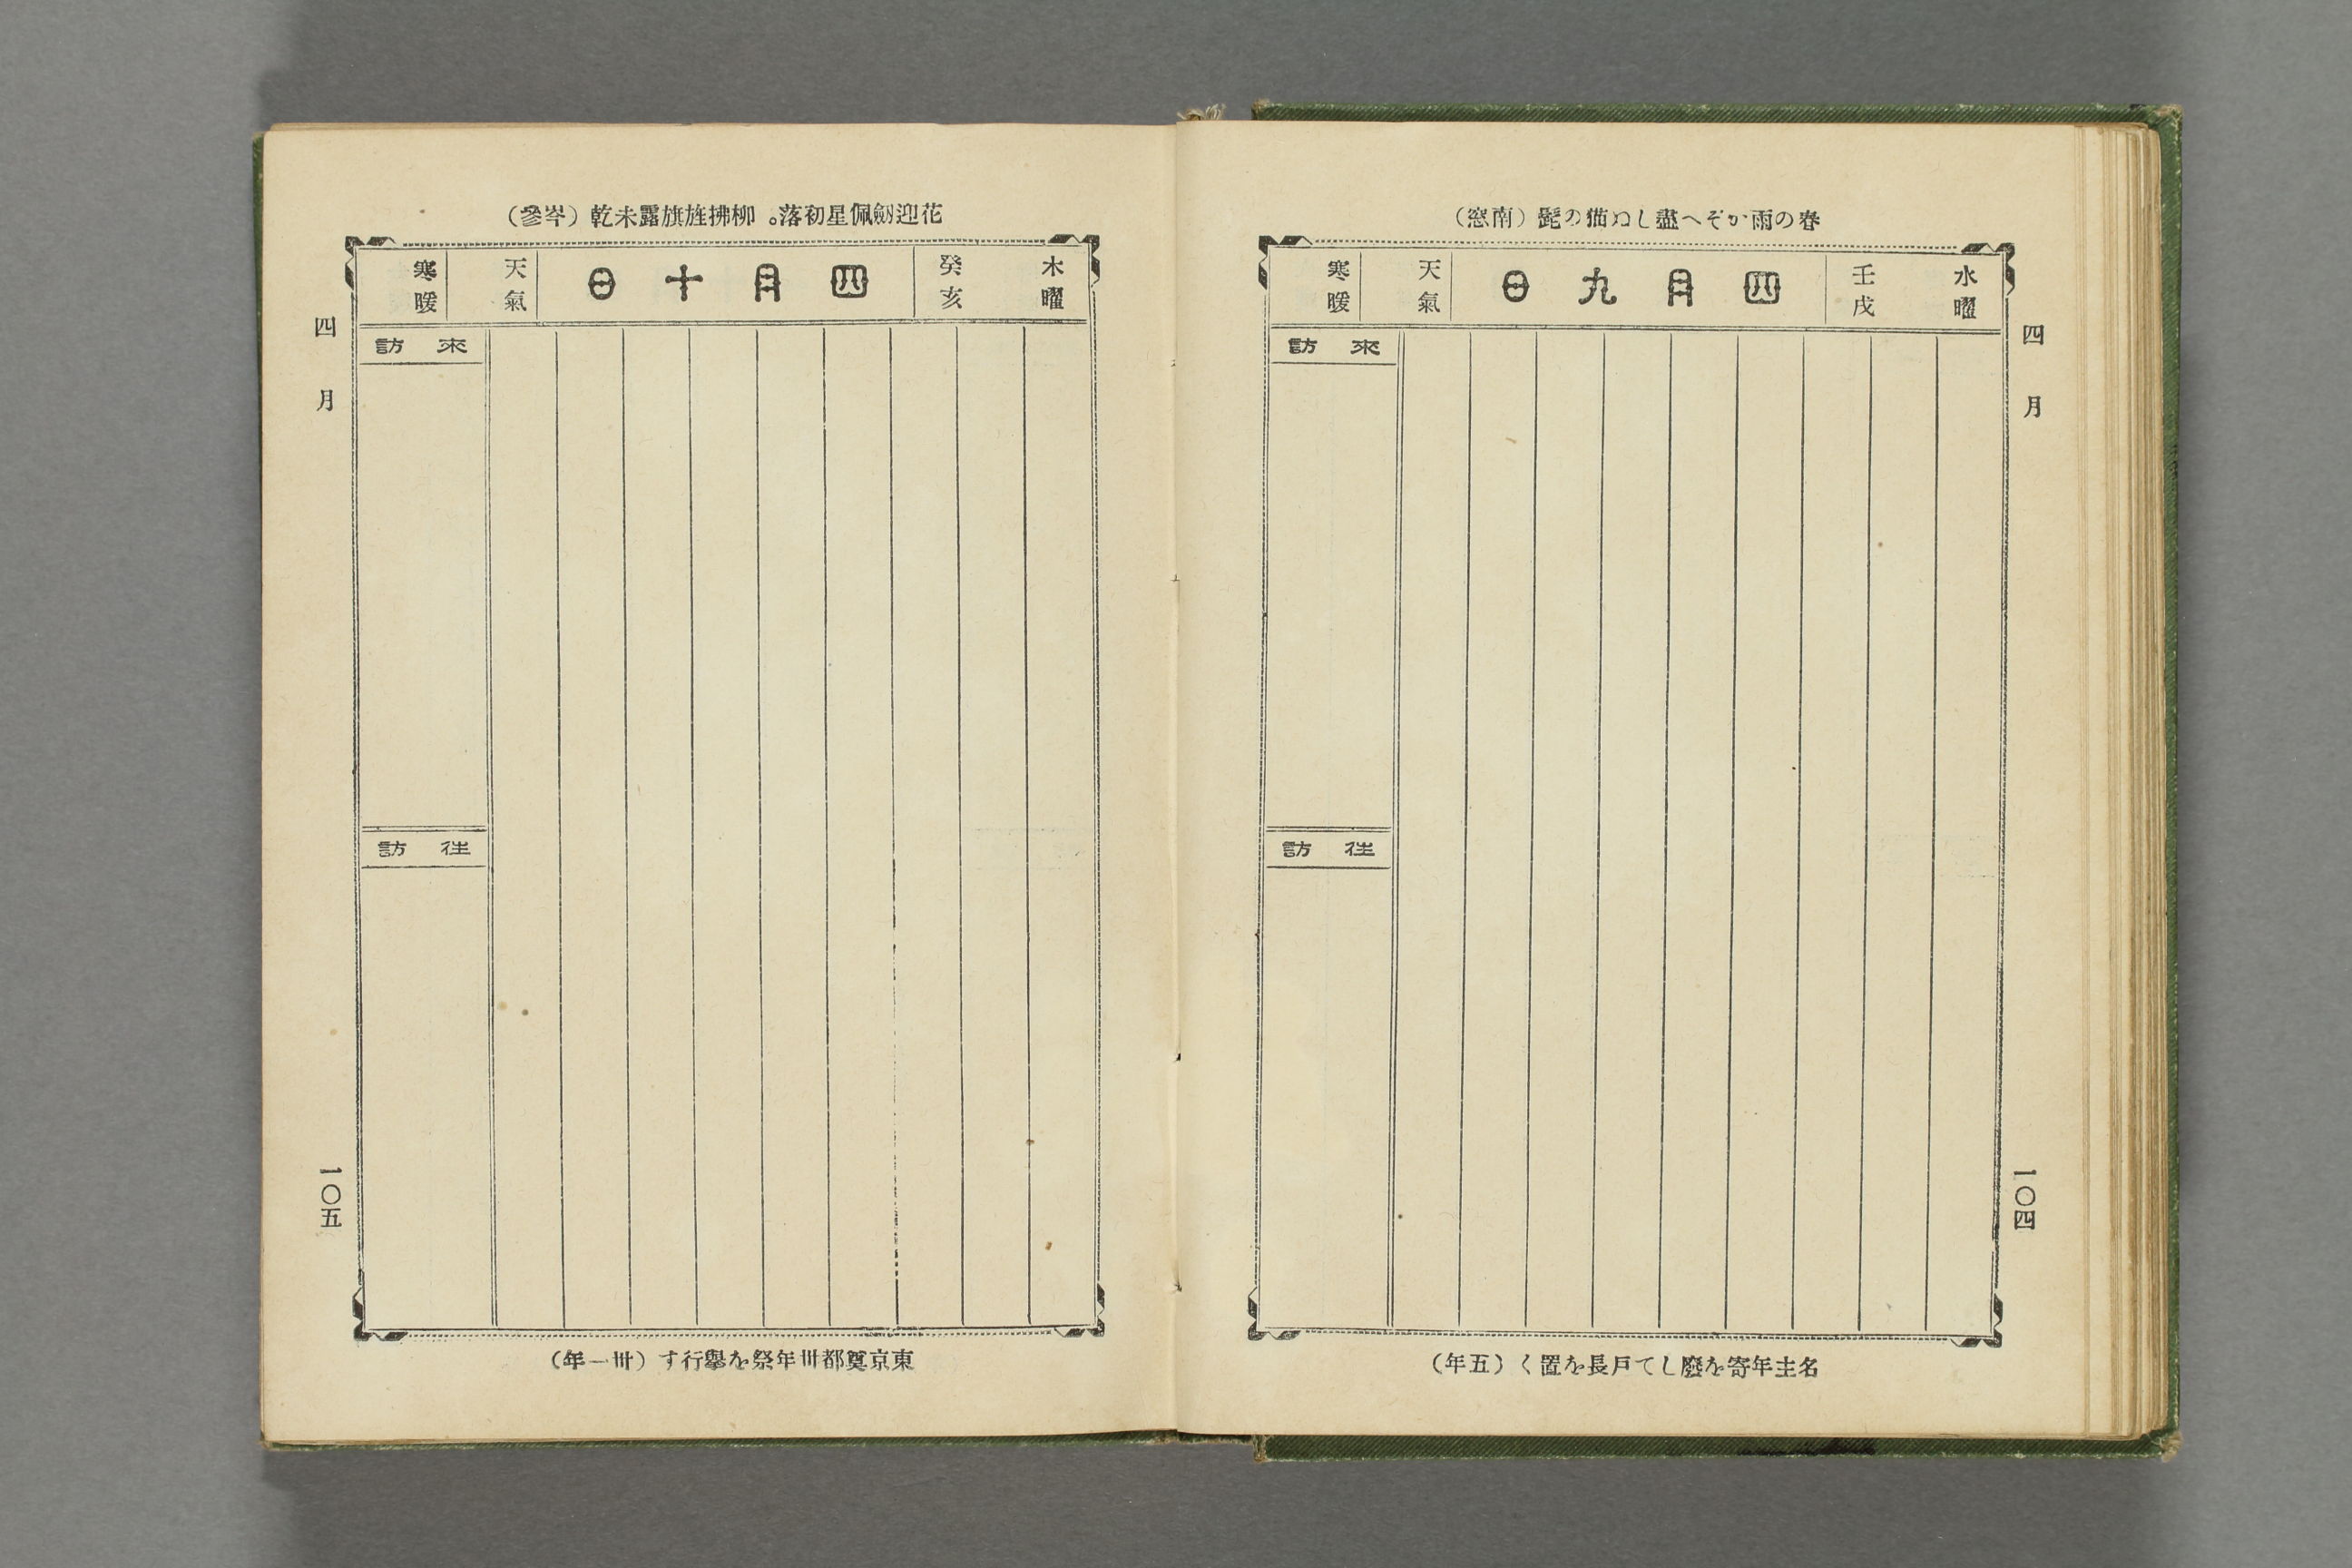 春の雨かぞへ盡しぬ猫の髭（南窓）
水曜
壬戌
四月九日
天氣
寒暖
來訪
往訪
四月
一〇四
名主年寄を廢して戸長を置く（五年）
花迎劔佩星初落。柳拂旌旗露未乾（岑參）
木曜
癸亥
四月十日
天氣
寒暖
來訪
往訪
四月
一〇五
東京奠都卅年祭を擧行す（卅一年）